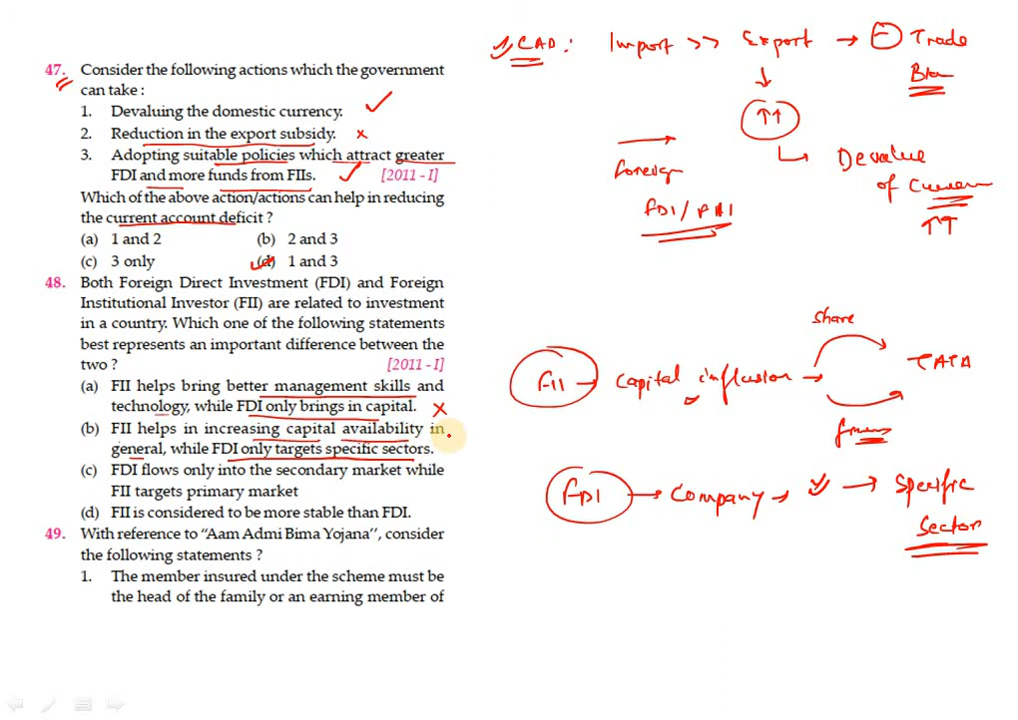 47. Consider the following actions which the government
can take :
1. Devaluing the domestic currency.
2. Reduction in the export subsidy.
3. Adopting suitable policies which attract greater
FDI and more funds from FIIs. [2011 - I]
Which of the above action/actions can help in reducing
the current account deficit ?
(a) 1 and 2 (b) 2 and 3
(c) 3 only (d) 1 and 3
48. Both Foreign Direct Investment (FDI) and Foreign
Institutional Investor (FII) are related to investment
in a country. Which one of the following statements
best represents an important difference between the
two ? [2011 - I]
(a) FII helps bring better management skills and
technology, while FDI only brings in capital.
(b) FII helps in increasing capital availability in
general, while FDI only targets specific sectors.
(c) FDI flows only into the secondary market while
FII targets primary market
(d) FII is considered to be more stable than FDI.
49. With reference to "Aam Admi Bima Yojana", consider
the following statements ?
1. The member insured under the scheme must be
the head of the family or an earning member of
CAD : Import >> Export → Trade
↑↑
Devalue
of
↑↑
Foreign
FDI /
Share
FII → Capital → TATA
FDI → Company → → Specific
Sector